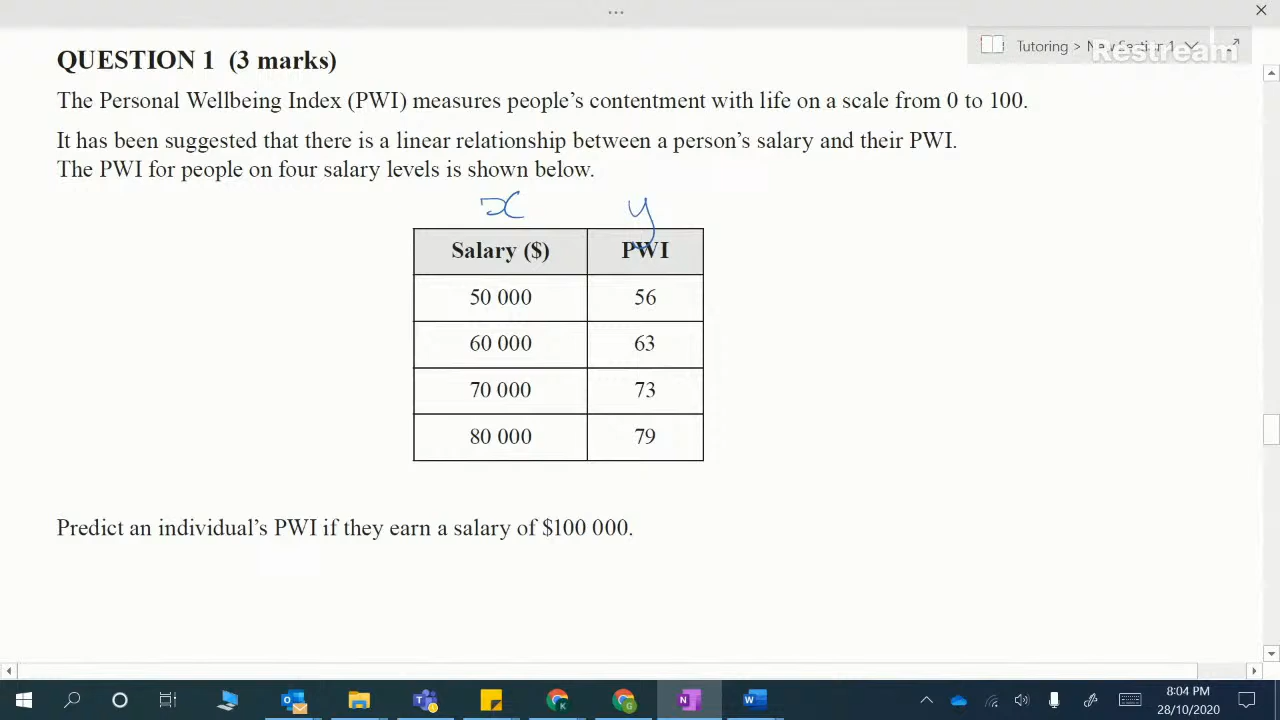 ...
QUESTION 1 (3 marks)
Tutoring > New Section 1
Restream
The Personal Wellbeing Index (PWI) measures people's contentment with life on a scale from 0 to 100.
It has been suggested that there is a linear relationship between a person's salary and their PWI.
The PWI for people on four salary levels is shown below.
x y
Salary ($) PWI
50 000 56
60 000 63
70 000 73
80 000 79
Predict an individual's PWI if they earn a salary of $100 000.
8:04 PM
28/10/2020